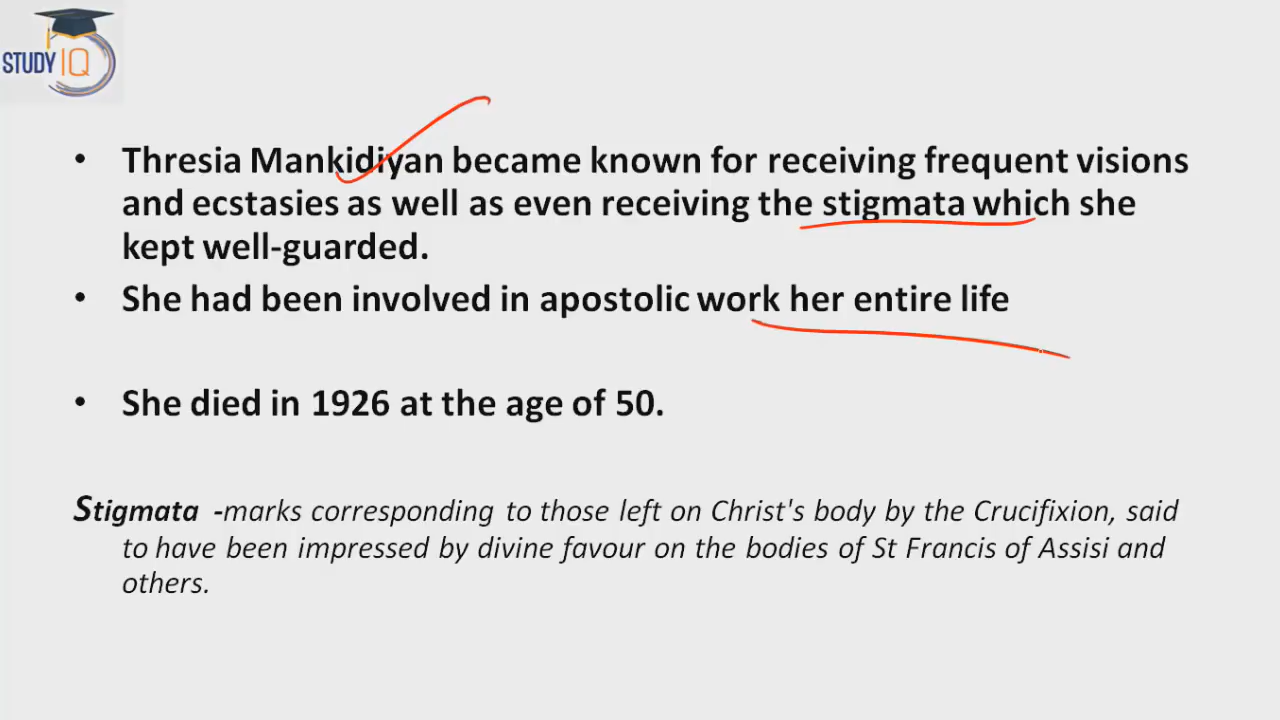 STUDY IQ
• Thresia Mankidiyan became known for receiving frequent visions
and ecstasies as well as even receiving the stigmata which she
kept well-guarded.
• She had been involved in apostolic work her entire life
• She died in 1926 at the age of 50.
Stigmata -marks corresponding to those left on Christ's body by the Crucifixion, said
to have been impressed by divine favour on the bodies of St Francis of Assisi and
others.